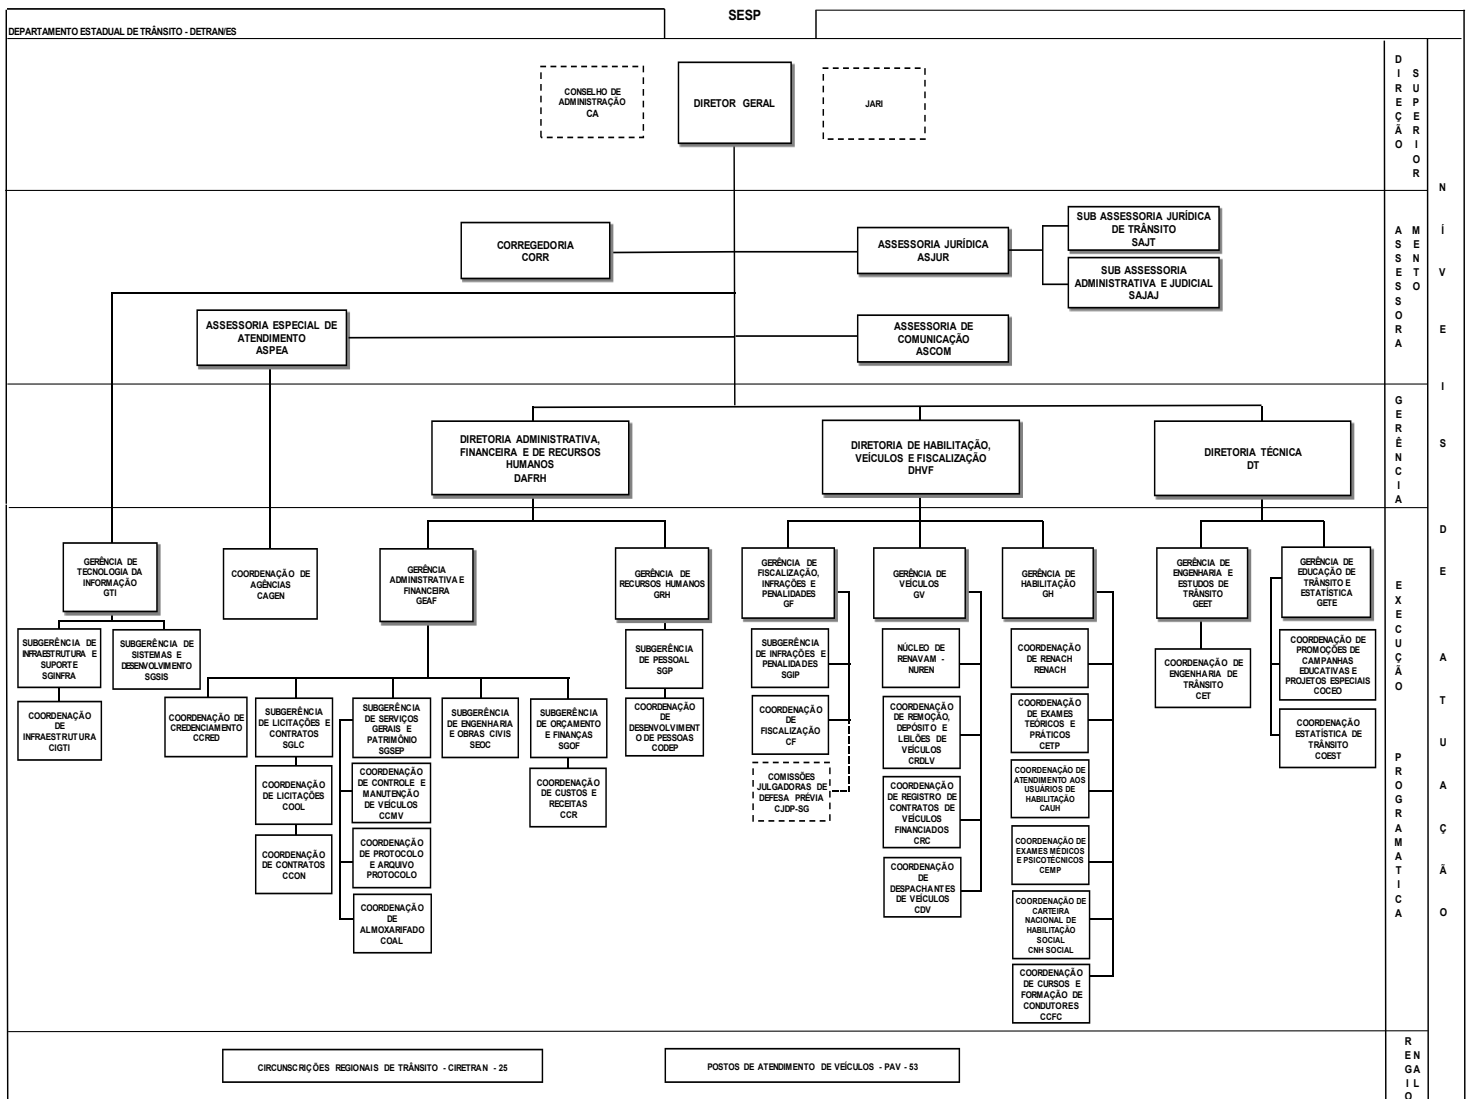 SESP
DEPARTAMENTO ESTADUAL DE TRÂNSITO - DETRAN/ES
CONSELHO DE
ADMINISTRAÇÃO
CA
DIRETOR GERAL
JARI
DIREÇÃO
SUPERIOR
CORREGEDORIA
CORR
ASSESSORIA JURÍDICA
ASJUR
SUB ASSESSORIA JURÍDICA
DE TRÂNSITO
SAJT
SUB ASSESSORIA
ADMINISTRATIVA E JUDICIAL
SAJAJ
ASSESSORIA ESPECIAL DE
ATENDIMENTO
ASPEA
ASSESSORIA DE
COMUNICAÇÃO
ASCOM
ASSESSORA
MENTO
DIRETORIA ADMINISTRATIVA,
FINANCEIRA E DE RECURSOS
HUMANOS
DAFRH
DIRETORIA DE HABILITAÇÃO,
VEÍCULOS E FISCALIZAÇÃO
DHVF
DIRETORIA TÉCNICA
DT
GERÊNCIA
NÍVEIS
DE ATUAÇÃO
GERÊNCIA DE
TECNOLOGIA DA
INFORMAÇÃO
GTI
COORDENAÇÃO DE
AGÊNCIAS
CAGEN
GERÊNCIA
ADMINISTRATIVA E
FINANCEIRA
GEAF
GERÊNCIA DE
RECURSOS HUMANOS
GRH
GERÊNCIA DE
FISCALIZAÇÃO,
INFRAÇÕES E
PENALIDADES
GF
GERÊNCIA DE
VEÍCULOS
GV
GERÊNCIA DE
HABILITAÇÃO
GH
GERÊNCIA DE
ENGENHARIA E
ESTUDOS DE
TRÂNSITO
GEET
GERÊNCIA DE
EDUCAÇÃO DE
TRÂNSITO E
ESTATÍSTICA
GETE
SUBGERÊNCIA DE
INFRAESTRUTURA E
SUPORTE
SGINFRA
SUBGERÊNCIA DE
SISTEMAS E
DESENVOLVIMENTO
SGSIS
COORDENAÇÃO
DE
INFRAESTRUTURA
CIGTI
COORDENAÇÃO DE
CREDENCIAMENTO
CCRED
SUBGERÊNCIA
DE LICITAÇÕES E
CONTRATOS
SGLC
COORDENAÇÃO
DE LICITAÇÕES
COOL
COORDENAÇÃO
DE CONTRATOS
CCON
SUBGERÊNCIA
DE SERVIÇOS
GERAIS E
PATRIMÔNIO
SGSEP
COORDENAÇÃO
DE CONTROLE E
MANUTENÇÃO
DE VEÍCULOS
CCMV
COORDENAÇÃO
DE PROTOCOLO
E ARQUIVO
PROTOCOLO
COORDENAÇÃO
DE
ALMOXARIFADO
COAL
SUBGERÊNCIA
DE ENGENHARIA
E OBRAS CIVIS
SEOC
SUBGERÊNCIA
DE ORÇAMENTO
E FINANÇAS
SGOF
COORDENAÇÃO
DE CUSTOS E
RECEITAS
CCR
SUBGERÊNCIA
DE PESSOAL
SGP
COORDENAÇÃO
DE
DESENVOLVIMENT
O DE PESSOAS
CODEP
SUBGERÊNCIA
DE INFRAÇÕES E
PENALIDADES
SGIP
COORDENAÇÃO
DE
FISCALIZAÇÃO
CF
COMISSÕES
JULGADORAS DE
DEFESA PRÉVIA
CJDP-SG
NÚCLEO DE
RENAVAM -
NUREN
COORDENAÇÃO
DE REMOÇÃO,
DEPÓSITO E
LEILÕES DE
VEÍCULOS
CRDLV
COORDENAÇÃO
DE REGISTRO DE
CONTRATOS DE
VEÍCULOS
FINANCIADOS
CRC
COORDENAÇÃO
DE
DESPACHANTES
DE VEÍCULOS
CDV
COORDENAÇÃO
DE RENACH
RENACH
COORDENAÇÃO
DE EXAMES
TEÓRICOS E
PRÁTICOS
CETP
COORDENAÇÃO DE
ATENDIMENTO AOS
USUÁRIOS DE
HABILITAÇÃO
CAUH
COORDENAÇÃO DE
EXAMES MÉDICOS
E PSICOTÉCNICOS
CEMP
COORDENAÇÃO DE
CARTEIRA
NACIONAL DE
HABILITAÇÃO
SOCIAL
CNH SOCIAL
COORDENAÇÃO
DE CURSOS E
FORMAÇÃO DE
CONDUTORES
CCFC
COORDENAÇÃO DE
ENGENHARIA DE
TRÂNSITO
CET
COORDENAÇÃO DE
PROMOÇÕES DE
CAMPANHAS
EDUCATIVAS E
PROJETOS ESPECIAIS
COCEO
COORDENAÇÃO
ESTATÍSTICA DE
TRÂNSITO
COEST
EXECUÇÃO
PROGRAMATICA
CIRCUNSCRIÇÕES REGIONAIS DE TRÂNSITO - CIRETRAN - 25
POSTOS DE ATENDIMENTO DE VEÍCULOS - PAV - 53
REGIO
NAL